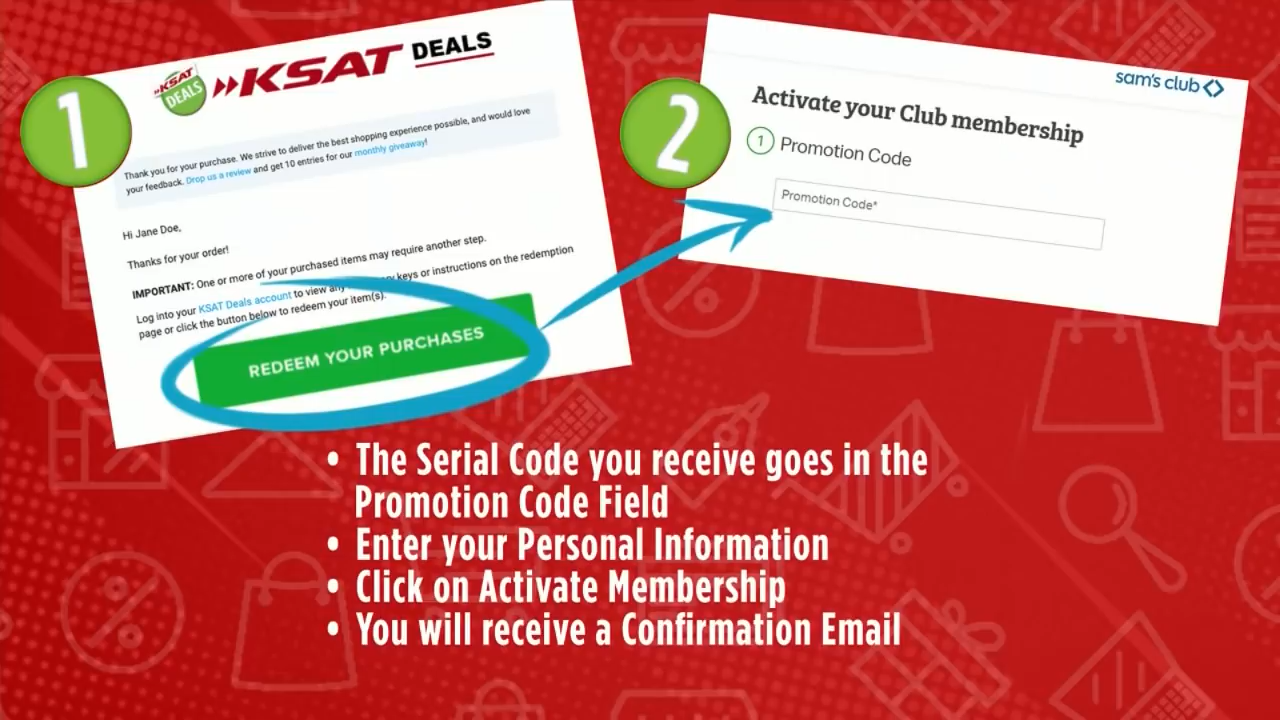 1
KSAT
DEALS
KSAT DEALS
Thank you for your purchase. We strive to deliver the best shopping experience possible, and would love
your feedback. Drop us a review and get 10 entries for our monthly giveaway!
Hi Jane Doe,
Thanks for your order!
IMPORTANT: One or more of your purchased items may require another step.
Log into your KSAT Deals account to view any keys or instructions on the redemption
page or click the button below to redeem your item(s).
REDEEM YOUR PURCHASES
2
sam's club
Activate your Club membership
1 Promotion Code
Promotion Code*
• The Serial Code you receive goes in the
Promotion Code Field
• Enter your Personal Information
• Click on Activate Membership
• You will receive a Confirmation Email